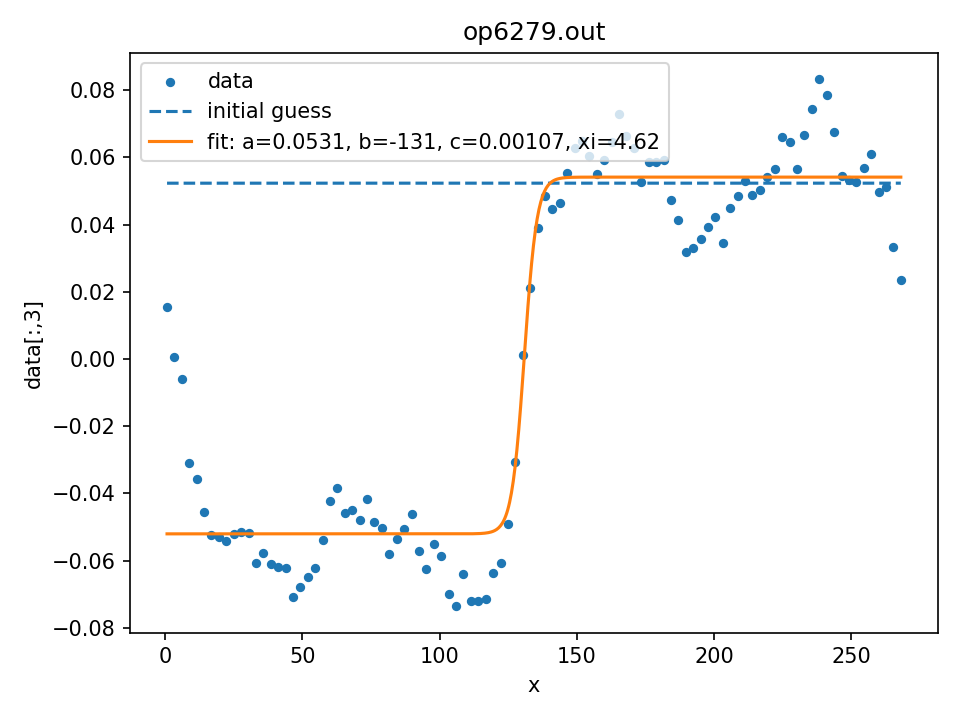 op6279.out
data
initial guess
fit: a=0.0531, b=-131, c=0.00107, xi=4.62
0.08
0.06
0.04
0.02
0.00
−0.02
−0.04
−0.06
−0.08
data[:,3]
0 50 100 150 200 250
x